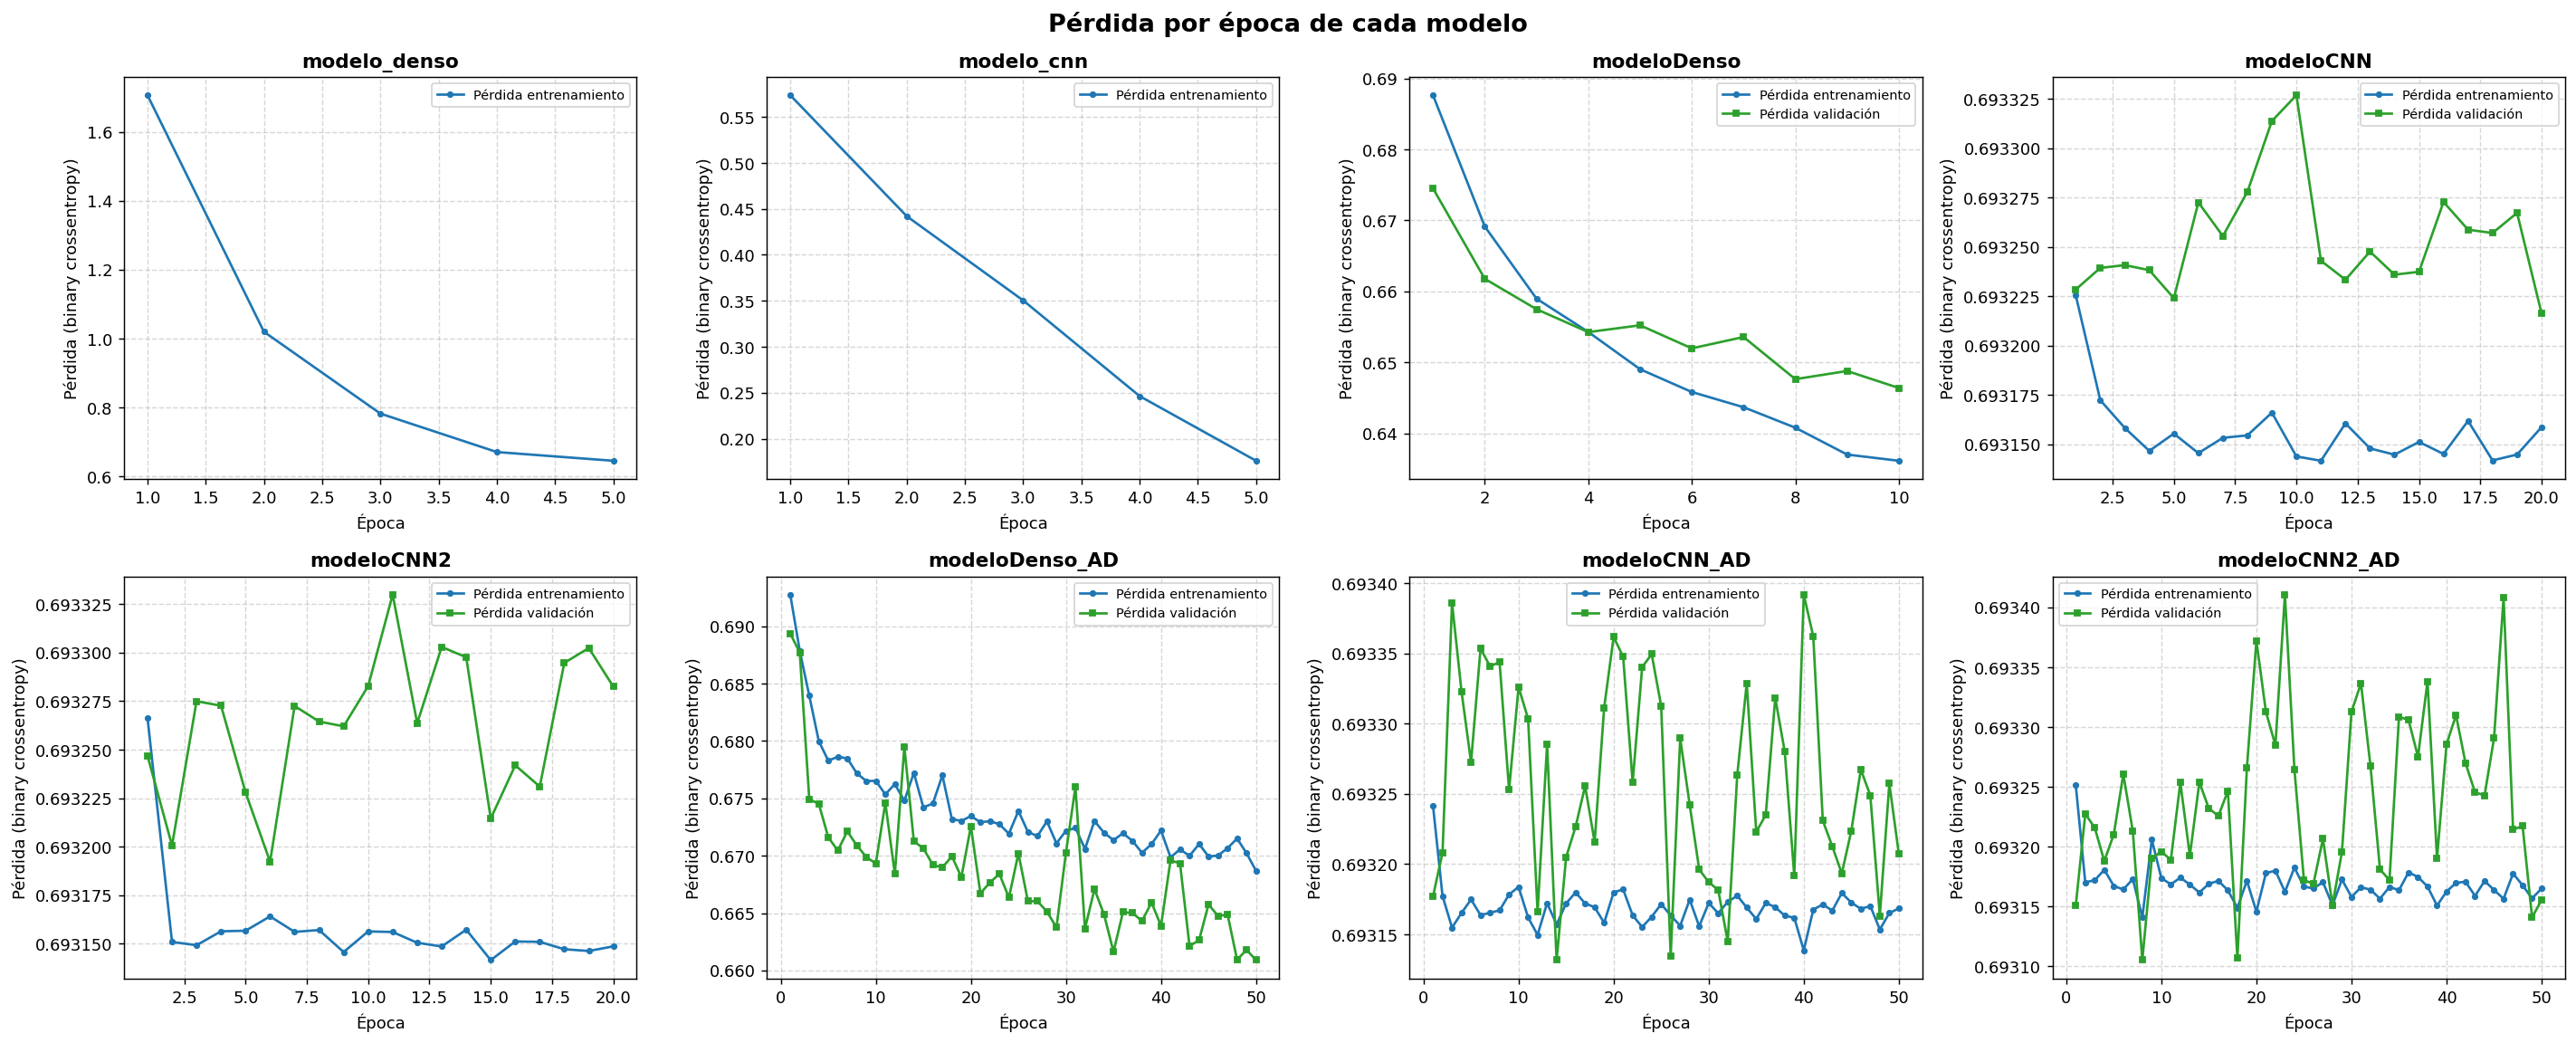 Pérdida por época de cada modelo
modelo_denso
Pérdida entrenamiento
Pérdida (binary crossentropy)
1.6
1.4
1.2
1.0
0.8
0.6
1.0 1.5 2.0 2.5 3.0 3.5 4.0 4.5 5.0
Época
modelo_cnn
Pérdida entrenamiento
Pérdida (binary crossentropy)
0.55
0.50
0.45
0.40
0.35
0.30
0.25
0.20
1.0 1.5 2.0 2.5 3.0 3.5 4.0 4.5 5.0
Época
modeloDenso
Pérdida entrenamiento
Pérdida validación
Pérdida (binary crossentropy)
0.69
0.68
0.67
0.66
0.65
0.64
2 4 6 8 10
Época
modeloCNN
Pérdida entrenamiento
Pérdida validación
Pérdida (binary crossentropy)
0.693325
0.693300
0.693275
0.693250
0.693225
0.693200
0.693175
0.693150
2.5 5.0 7.5 10.0 12.5 15.0 17.5 20.0
Época
modeloCNN2
Pérdida entrenamiento
Pérdida validación
Pérdida (binary crossentropy)
0.693325
0.693300
0.693275
0.693250
0.693225
0.693200
0.693175
0.693150
2.5 5.0 7.5 10.0 12.5 15.0 17.5 20.0
Época
modeloDenso_AD
Pérdida entrenamiento
Pérdida validación
Pérdida (binary crossentropy)
0.690
0.685
0.680
0.675
0.670
0.665
0.660
0 10 20 30 40 50
Época
modeloCNN_AD
Pérdida entrenamiento
Pérdida validación
Pérdida (binary crossentropy)
0.69340
0.69335
0.69330
0.69325
0.69320
0.69315
0 10 20 30 40 50
Época
modeloCNN2_AD
Pérdida entrenamiento
Pérdida validación
Pérdida (binary crossentropy)
0.69340
0.69335
0.69330
0.69325
0.69320
0.69315
0.69310
0 10 20 30 40 50
Época